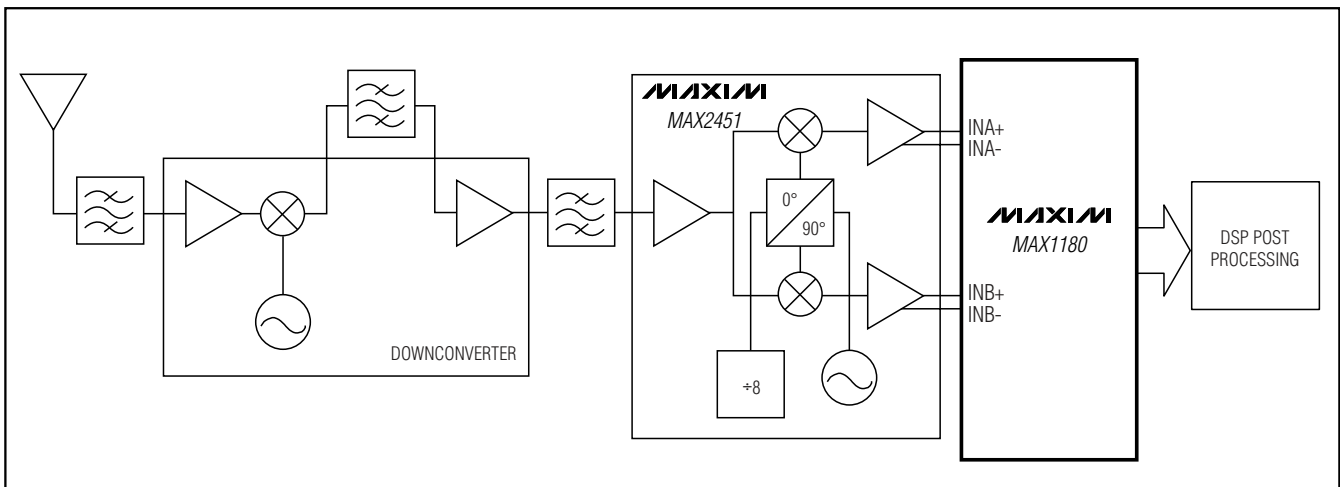 DOWNCONVERTER
MAXIM
MAX2451
0°
90°
÷8
INA+
INA-
MAXIM
MAX1180
INB+
INB-
DSP POST
PROCESSING